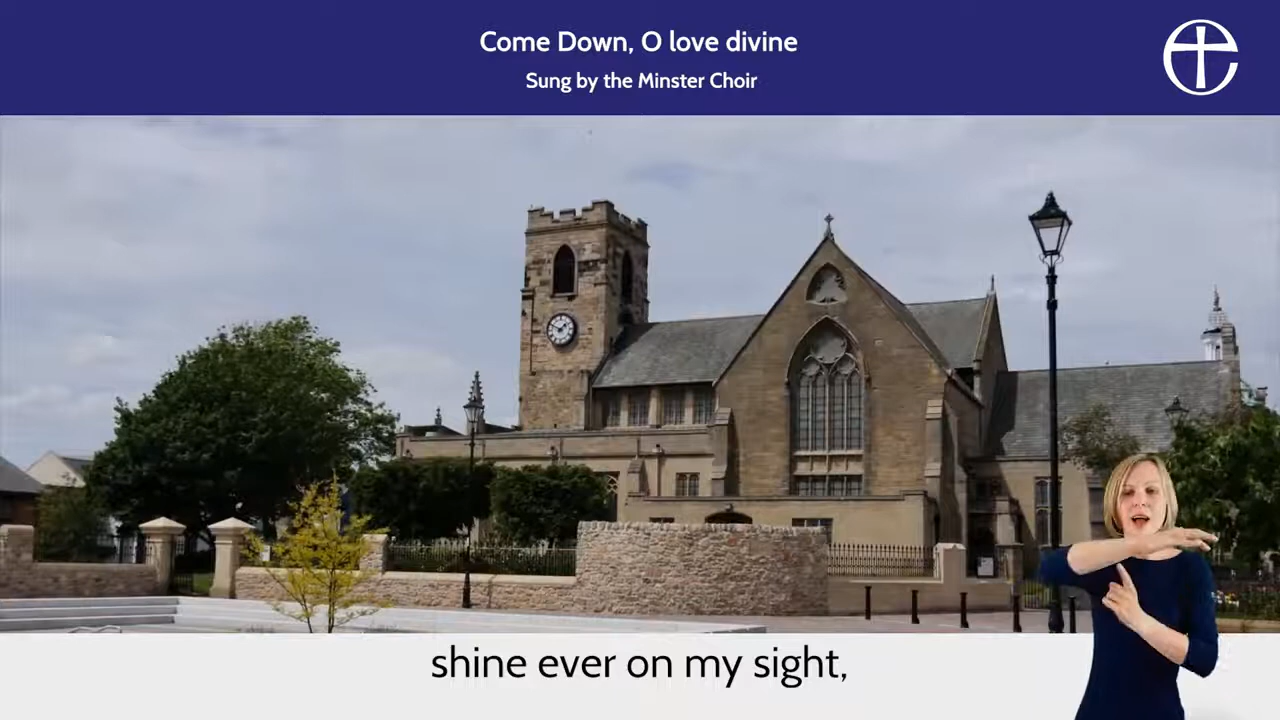 Come Down, O love divine
Sung by the Minster Choir
shine ever on my sight,